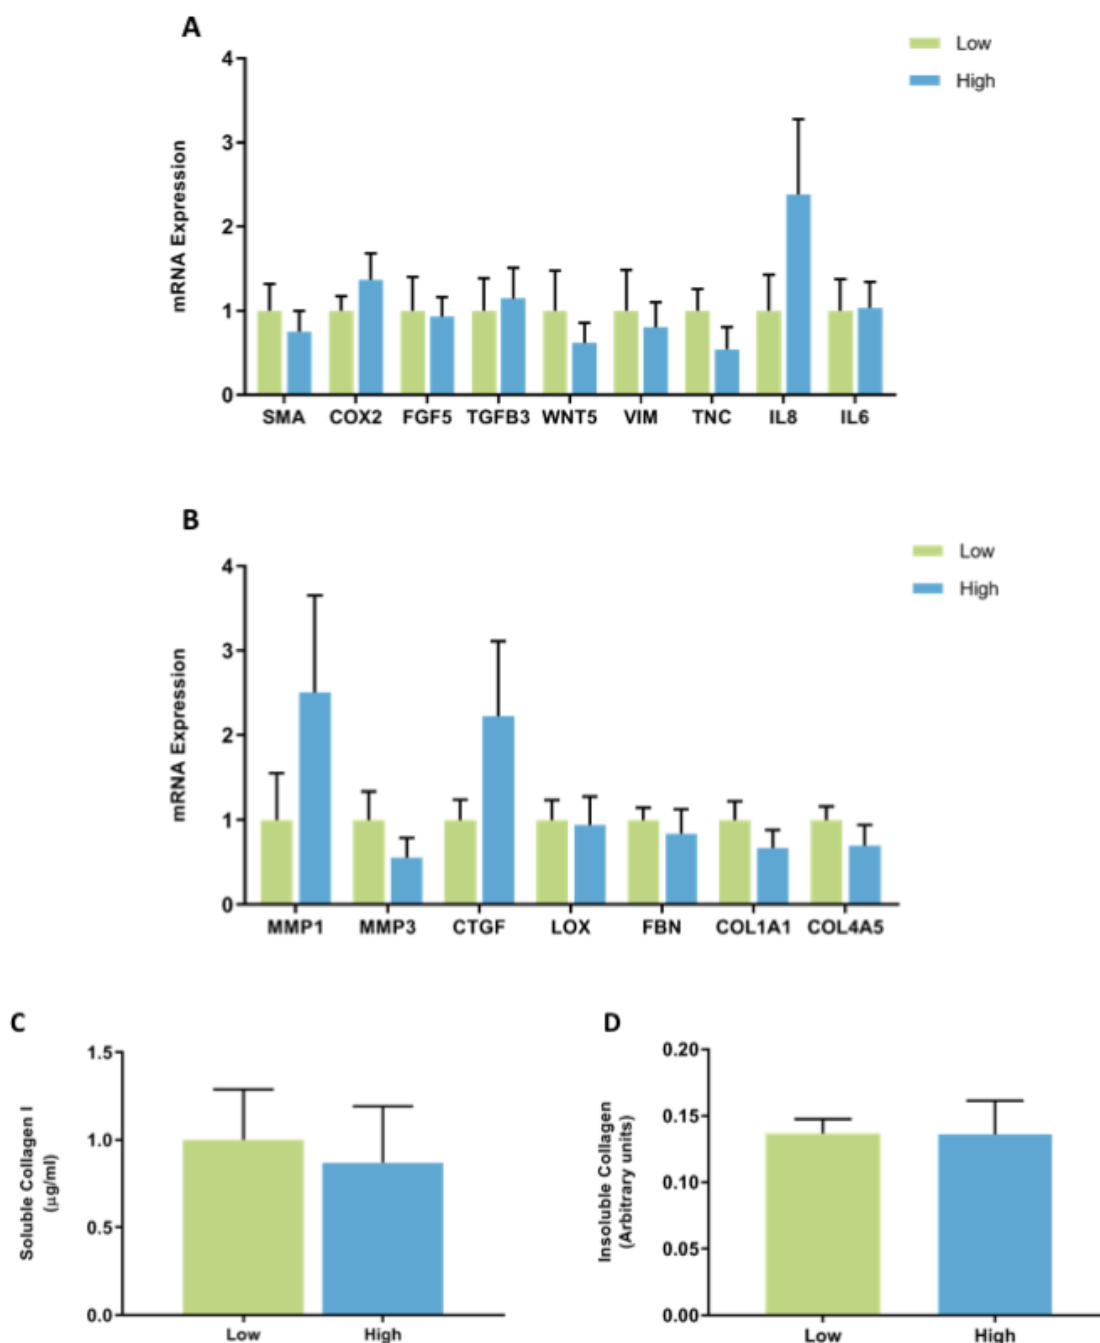 A
Low
High
mRNA Expression
4
3
2
1
0
SMA COX2 FGF5 TGFB3 WNT5 VIM TNC IL8 IL6
B
Low
High
mRNA Expression
4
3
2
1
0
MMP1 MMP3 CTGF LOX FBN COL1A1 COL4A5
C
Soluble Collagen I
(µg/ml)
1.5
1.0
0.5
0.0
Low High
D
Insoluble Collagen
(Arbitrary units)
0.20
0.15
0.10
0.05
0.00
Low High